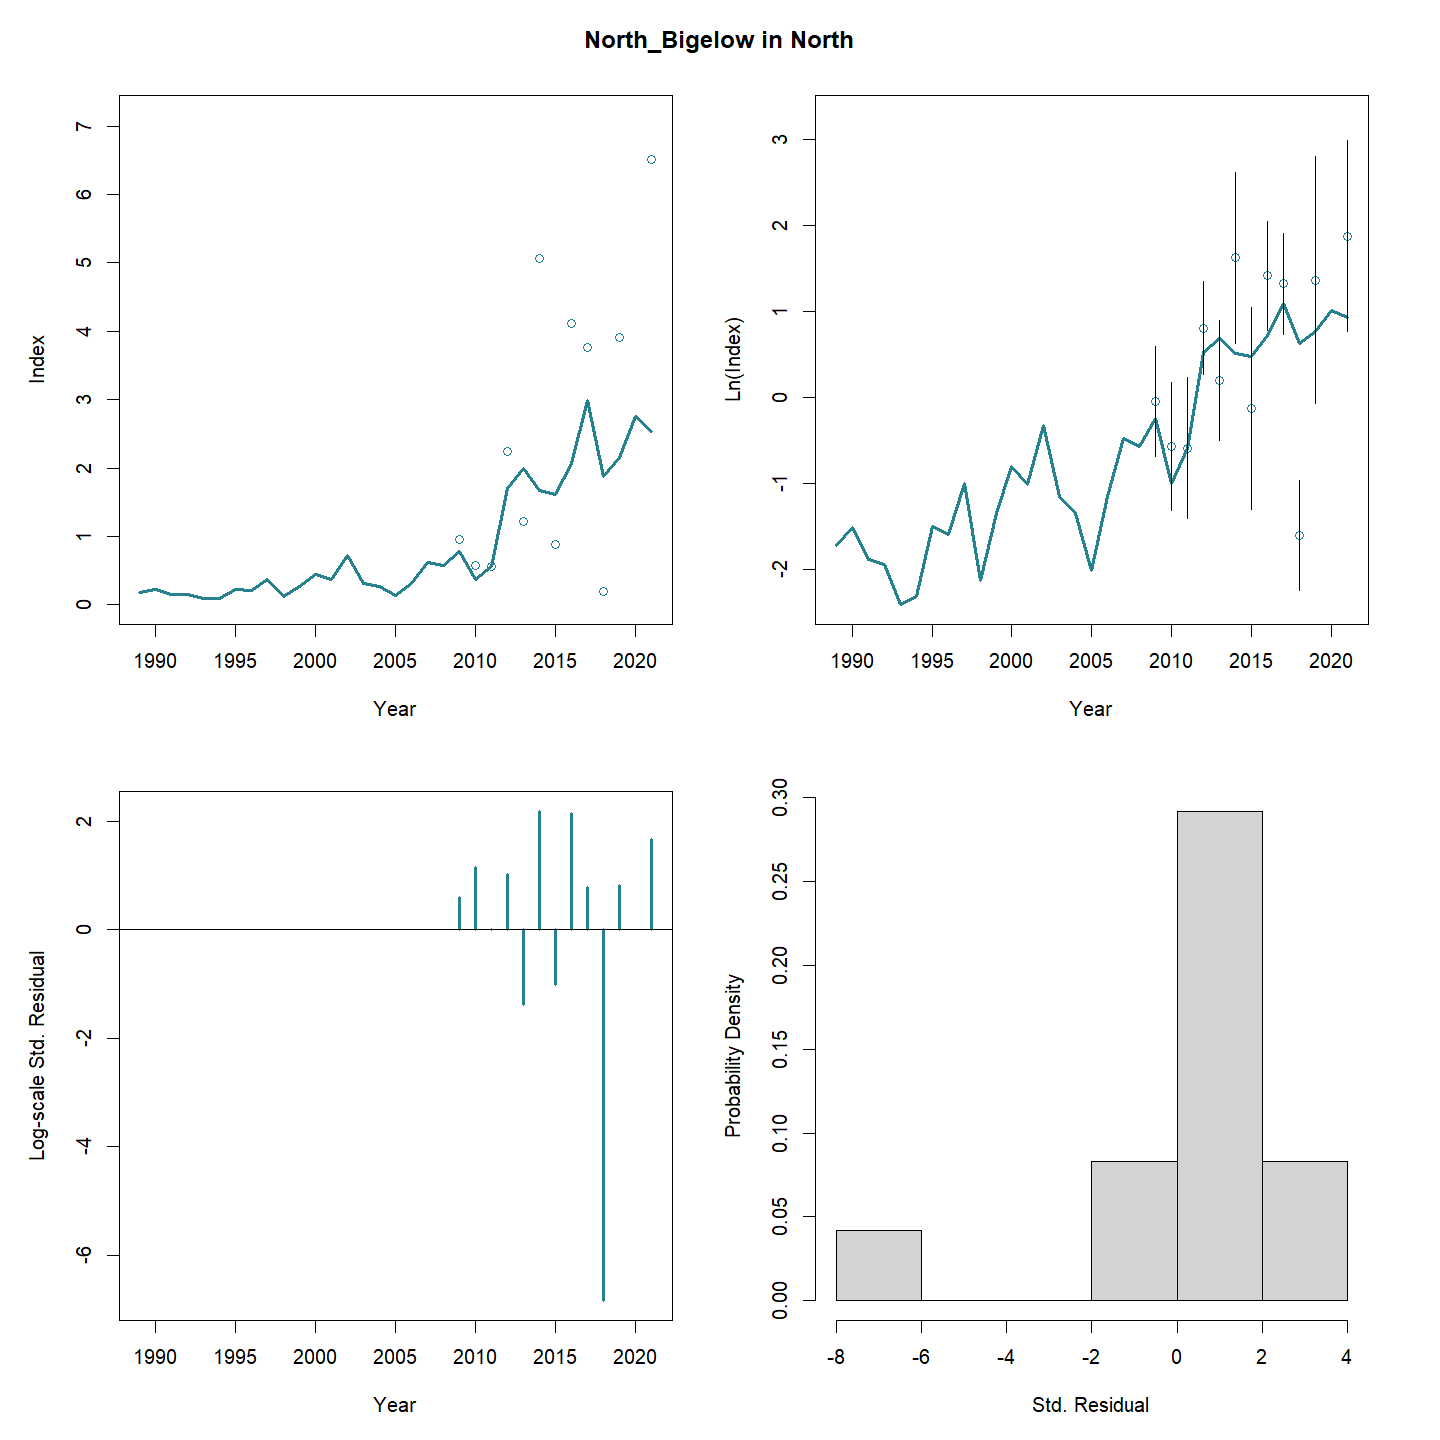 North_Bigelow in North
7
6
5
4
3
2
1
0
Index
1990 1995 2000 2005 2010 2015 2020
Year
3
2
1
0
-1
-2
Ln(Index)
1990 1995 2000 2005 2010 2015 2020
Year
2
0
-2
-4
-6
Log-scale Std. Residual
1990 1995 2000 2005 2010 2015 2020
Year
0.30
0.25
0.20
0.15
0.10
0.05
0.00
Probability Density
-8 -6 -4 -2 0 2 4
Std. Residual